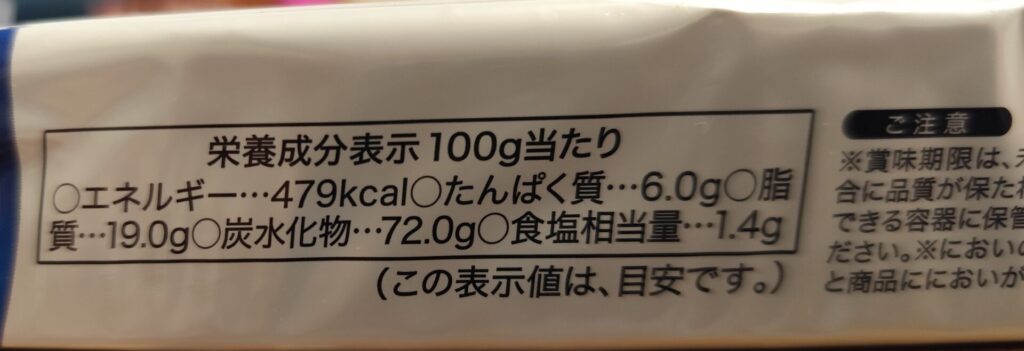 栄養成分表示100g当たり
○エネルギー…479kcal○たんぱく質…6.0g○脂
質…19.0g○炭水化物…72.0g○食塩相当量…1.4g
(この表示値は、目安です。)
ご注意
※賞味期限は、
合に品質が保た
できる容器に保管
ださい。※においの
と商品ににおいが